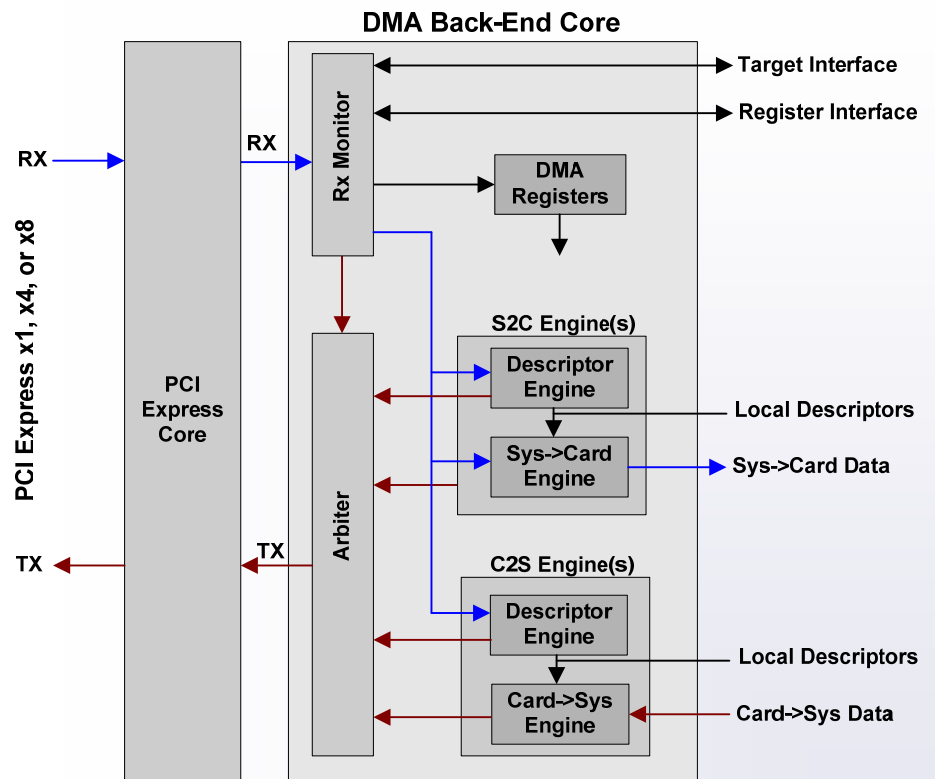 DMA Back-End Core
Target Interface
Register Interface
RX
RX
Rx Monitor
DMA
Registers
PCI Express x1, x4, or x8
S2C Engine(s)
Descriptor
Engine
PCI
Express
Core
Local Descriptors
Sys->Card
Engine
Sys->Card Data
Arbiter
TX
TX
C2S Engine(s)
Descriptor
Engine
Local Descriptors
Card->Sys
Engine
Card->Sys Data